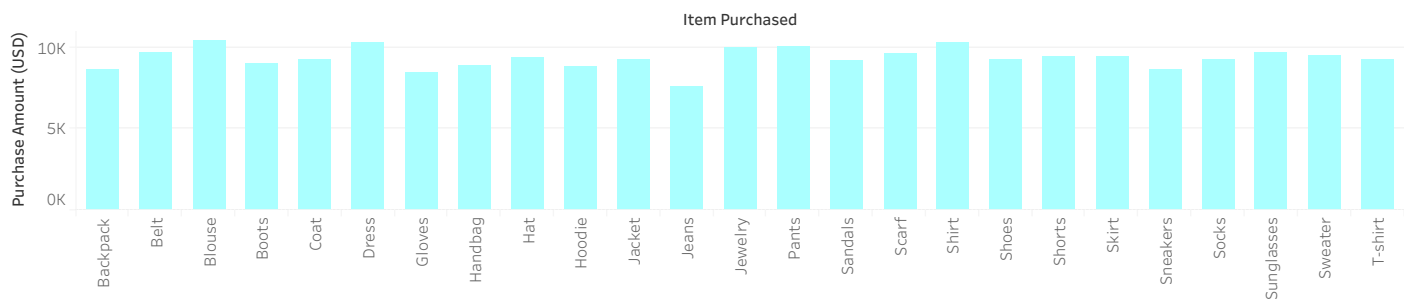 Item Purchased
Purchase Amount (USD)
10K
5K
0K
Backpack
Belt
Blouse
Boots
Coat
Dress
Gloves
Handbag
Hat
Hoodie
Jacket
Jeans
Jewelry
Pants
Sandals
Scarf
Shirt
Shoes
Shorts
Skirt
Sneakers
Socks
Sunglasses
Sweater
T-shirt